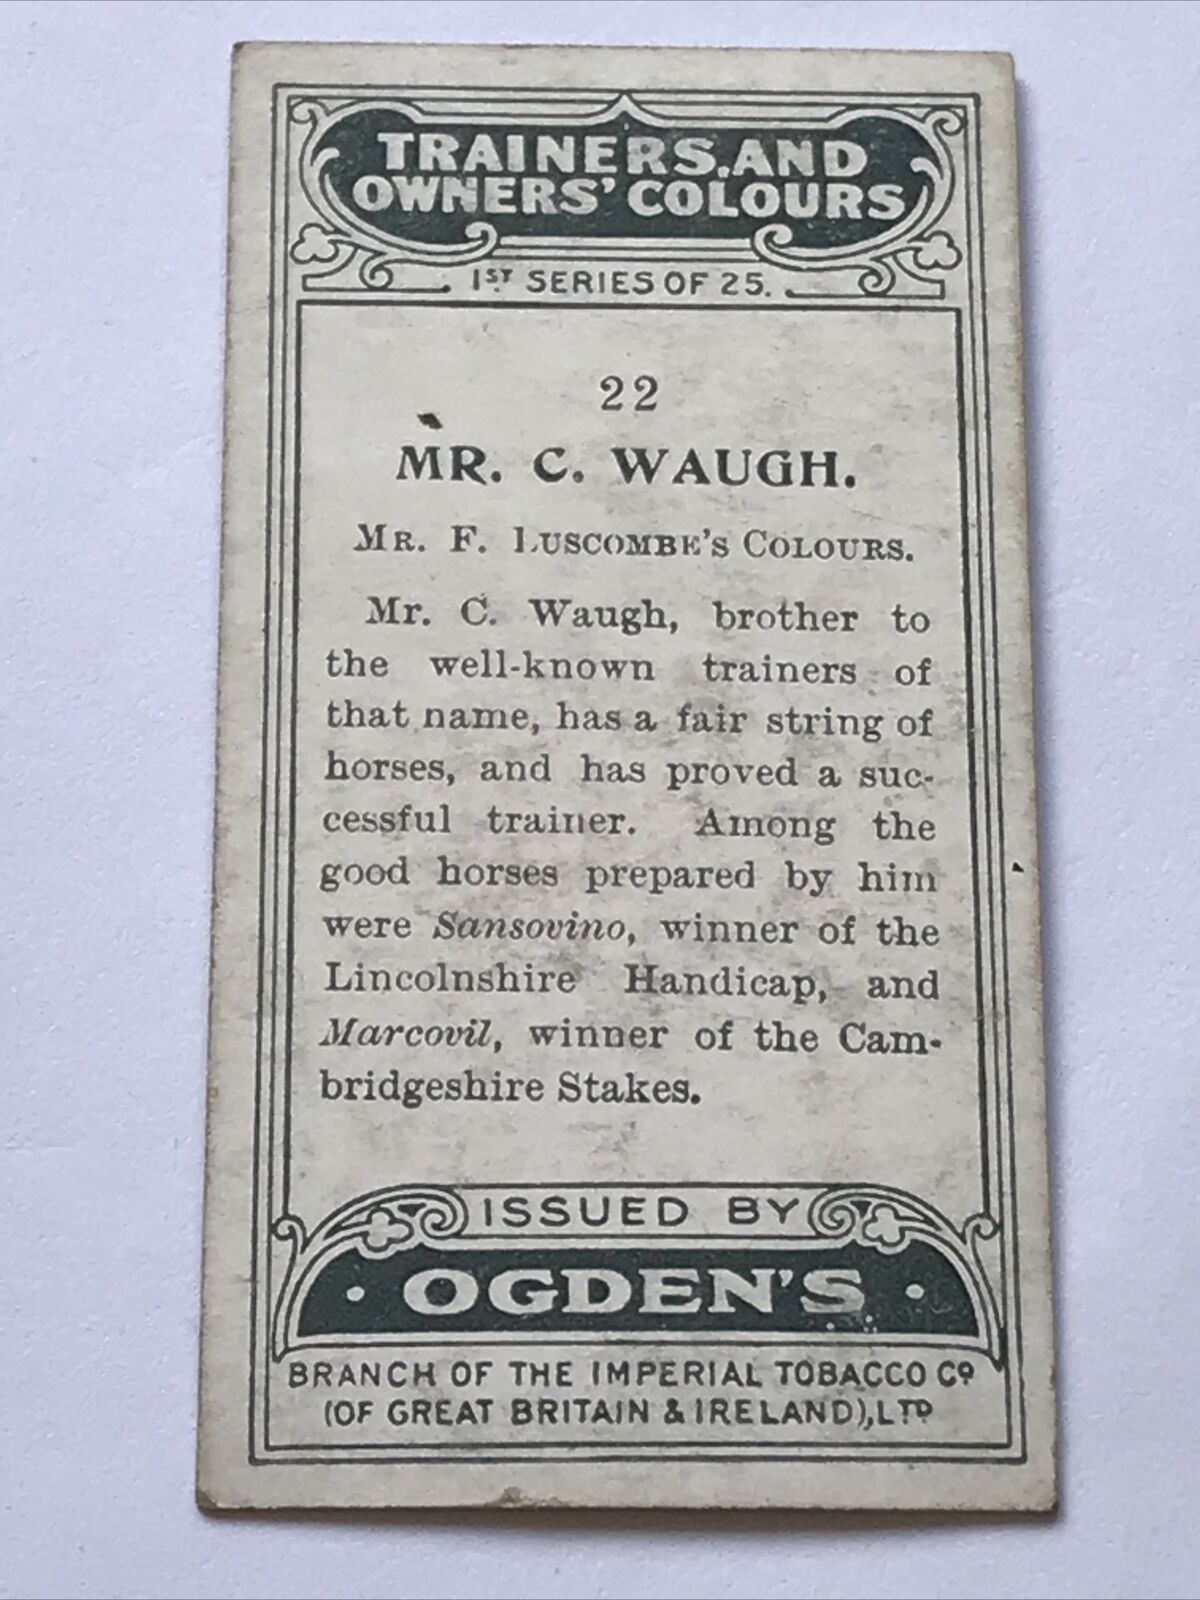 TRAINERS.AND
OWNERS' COLOURS
1ST SERIES OF 25.
22
MR. C. WAUGH.
MR. F. LUSCOMBE'S COLOURS.
Mr. C. Waugh, brother to
the well-known trainers of
that name, has a fair string of
horses, and has proved a suc-
cessful trainer. Among the
good horses prepared by him
were Sansovino, winner of the
Lincolnshire Handicap, and
Marcovil, winner of the Cam-
bridgeshire Stakes.
ISSUED BY
· OGDEN'S ·
BRANCH OF THE IMPERIAL TOBACCO CO
(OF GREAT BRITAIN & IRELAND), LTD